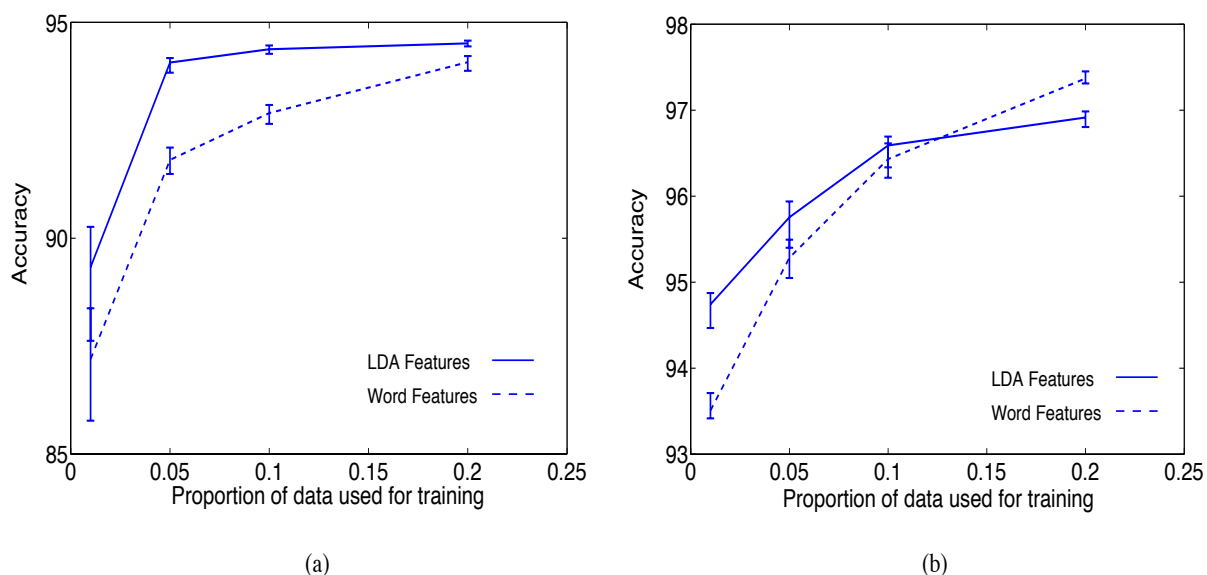 95
90
85
Accuracy
0
0.05
0.1
0.15
0.2
0.25
Proportion of data used for training
LDA Features
Word Features
(a)
98
97
96
95
94
93
Accuracy
0
0.05
0.1
0.15
0.2
0.25
Proportion of data used for training
LDA Features
Word Features
(b)